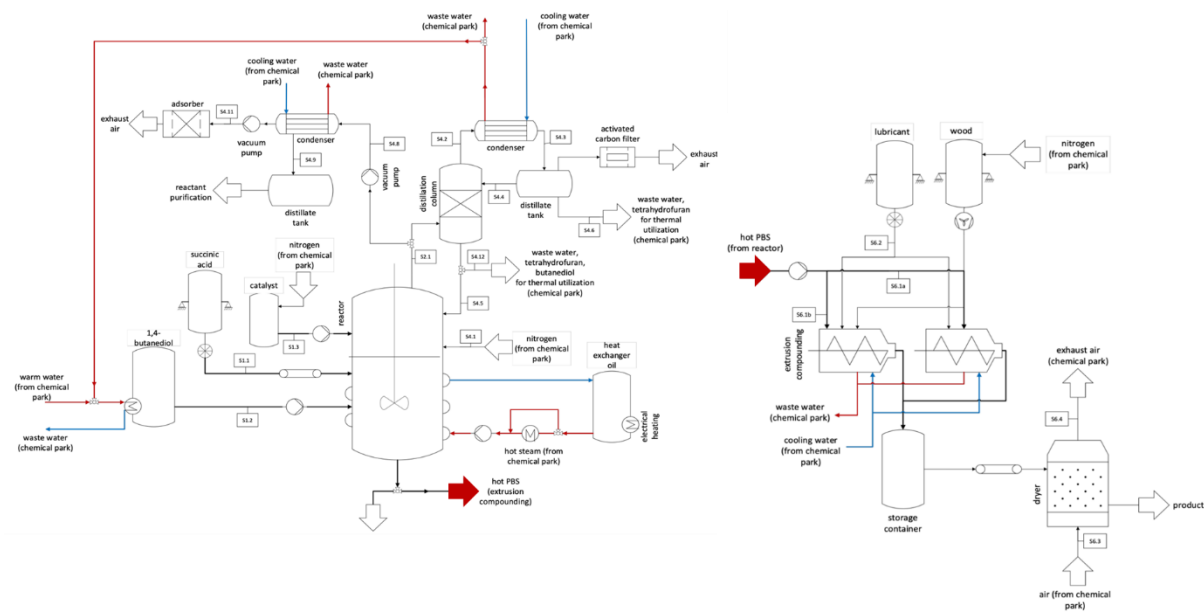 waste water
(chemical park)
cooling water
(from chemical park)
cooling water
(from chemical
park)
waste water
(chemical park)
adsorber
S4.11
exhaust
air
vacuum
pump
condenser
S4.8
S4.9
vacuum
pump
reactant
purification
distillate
tank
S4.2
condenser
S4.3
activated
carbon filter
exhaust
air
distillation
column
S4.4
distillate
tank
S4.6
waste water,
tetrahydrofuran
for thermal
utilization
(chemical park)
S2.1
S4.12
waste water,
tetrahydrofuran,
butanediol
for thermal utilization
(chemical park)
S4.5
nitrogen
(from chemical
park)
succinic
acid
catalyst
reactor
S1.3
S4.1
nitrogen
(from chemical park)
1,4-
butanediol
S1.1
heat
exchanger
oil
warm water
(from chemical
park)
S1.2
waste water
(chemical park)
electrical
heating
hot steam (from
chemical park)
hot PBS
(extrusion
compounding)
lubricant
wood
nitrogen
(from chemical
park)
S6.2
hot PBS
(from reactor)
S6.1a
S6.1b
extrusion
compounding
waste water
(chemical park)
cooling water
(from chemical
park)
exhaust air
(chemical park)
S6.4
dryer
storage
container
product
S6.3
air (from chemical
park)